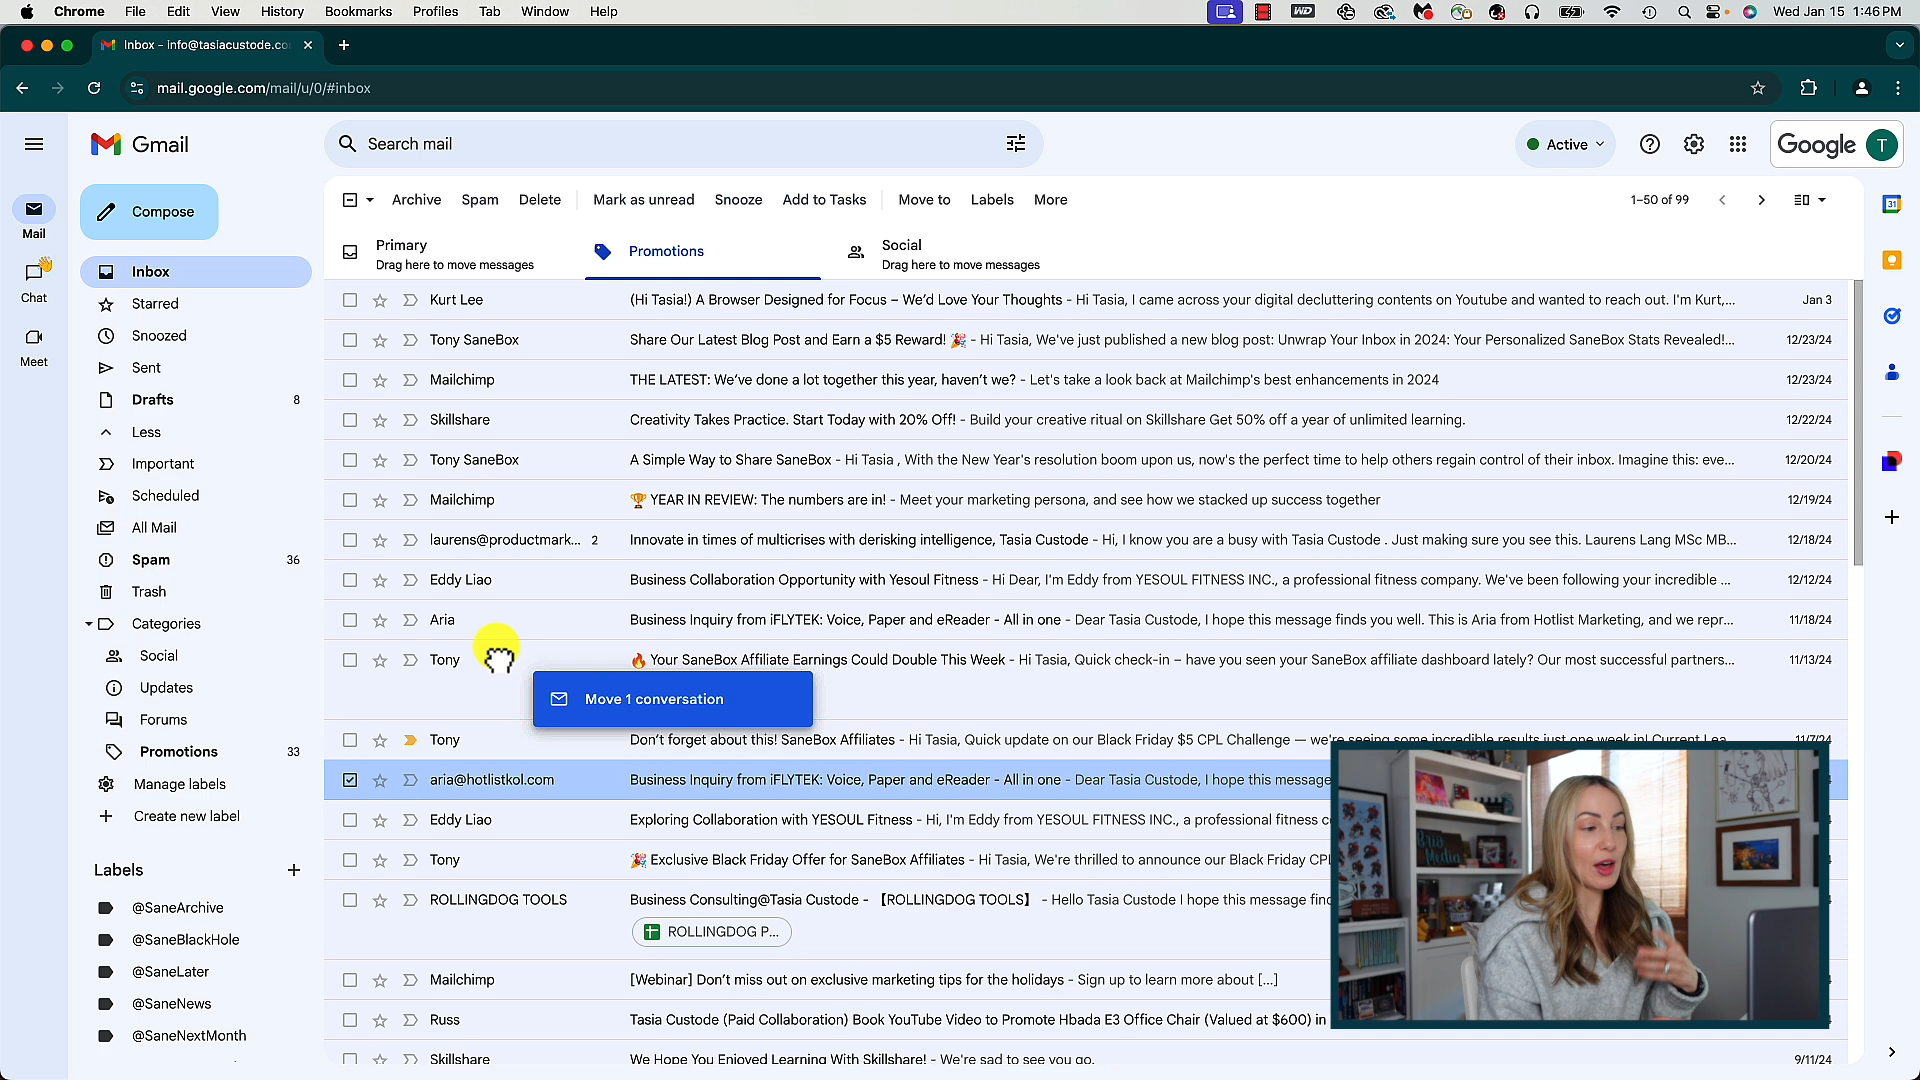 Chrome File Edit View History Bookmarks Profiles Tab Window Help
WD
Wed Jan 15 1:46 PM
Inbox - info@tasiacustode.co
mail.google.com/mail/u/0/#inbox
Gmail
Search mail
Active
Google T
Mail
Chat
Meet
Compose
Inbox
Starred
Snoozed
Sent
Drafts 8
Less
Important
Scheduled
All Mail
Spam 36
Trash
Categories
Social
Updates
Forums
Promotions 33
Manage labels
Create new label
Labels
@SaneArchive
@SaneBlackHole
@SaneLater
@SaneNews
@SaneNextMonth
Archive Spam Delete Mark as unread Snooze Add to Tasks Move to Labels More
1–50 of 99
31
Primary
Drag here to move messages
Promotions
Social
Drag here to move messages
Kurt Lee (Hi Tasia!) A Browser Designed for Focus – We’d Love Your Thoughts - Hi Tasia, I came across your digital decluttering contents on Youtube and wanted to reach out. I'm Kurt,... Jan 3
Tony SaneBox Share Our Latest Blog Post and Earn a $5 Reward! 🎉 - Hi Tasia, We've just published a new blog post: Unwrap Your Inbox in 2024: Your Personalized SaneBox Stats Revealed!... 12/23/24
Mailchimp THE LATEST: We’ve done a lot together this year, haven’t we? - Let's take a look back at Mailchimp's best enhancements in 2024 12/23/24
Skillshare Creativity Takes Practice. Start Today with 20% Off! - Build your creative ritual on Skillshare Get 50% off a year of unlimited learning. 12/22/24
Tony SaneBox A Simple Way to Share SaneBox - Hi Tasia , With the New Year's resolution boom upon us, now's the perfect time to help others regain control of their inbox. Imagine this: eve... 12/20/24
Mailchimp 🏆 YEAR IN REVIEW: The numbers are in! - Meet your marketing persona, and see how we stacked up success together 12/19/24
laurens@productmark... 2 Innovate in times of multicrises with derisking intelligence, Tasia Custode - Hi, I know you are a busy with Tasia Custode . Just making sure you see this. Laurens Lang MSc MB... 12/18/24
Eddy Liao Business Collaboration Opportunity with Yesoul Fitness - Hi Dear, I'm Eddy from YESOUL FITNESS INC., a professional fitness company. We've been following your incredible ... 12/12/24
Aria Business Inquiry from iFLYTEK: Voice, Paper and eReader - All in one - Dear Tasia Custode, I hope this message finds you well. This is Aria from Hotlist Marketing, and we repr... 11/18/24
Tony 🔥 Your SaneBox Affiliate Earnings Could Double This Week - Hi Tasia, Quick check-in – have you seen your SaneBox affiliate dashboard lately? Our most successful partners... 11/13/24
Move 1 conversation
Tony Don’t forget about this! SaneBox Affiliates - Hi Tasia, Quick update on our Black Friday $5 CPL Challenge — we're seeing some incredible results just one week in! Current Lea... 11/7/24
aria@hotlistkol.com Business Inquiry from iFLYTEK: Voice, Paper and eReader - All in one - Dear Tasia Custode, I hope this message
Eddy Liao Exploring Collaboration with YESOUL Fitness - Hi, I'm Eddy from YESOUL FITNESS INC., a professional fitness c
Tony 🎉 Exclusive Black Friday Offer for SaneBox Affiliates - Hi Tasia, We're thrilled to announce our Black Friday CPL
ROLLINGDOG TOOLS Business Consulting@Tasia Custode - 【ROLLINGDOG TOOLS】 - Hello Tasia Custode I hope this message find
ROLLINGDOG P...
Mailchimp [Webinar] Don’t miss out on exclusive marketing tips for the holidays - Sign up to learn more about [...]
Russ Tasia Custode (Paid Collaboration) Book YouTube Video to Promote Hbada E3 Office Chair (Valued at $600) in
Skillshare We Hope You Enjoyed Learning With Skillshare! - We're sad to see you go. 9/11/24